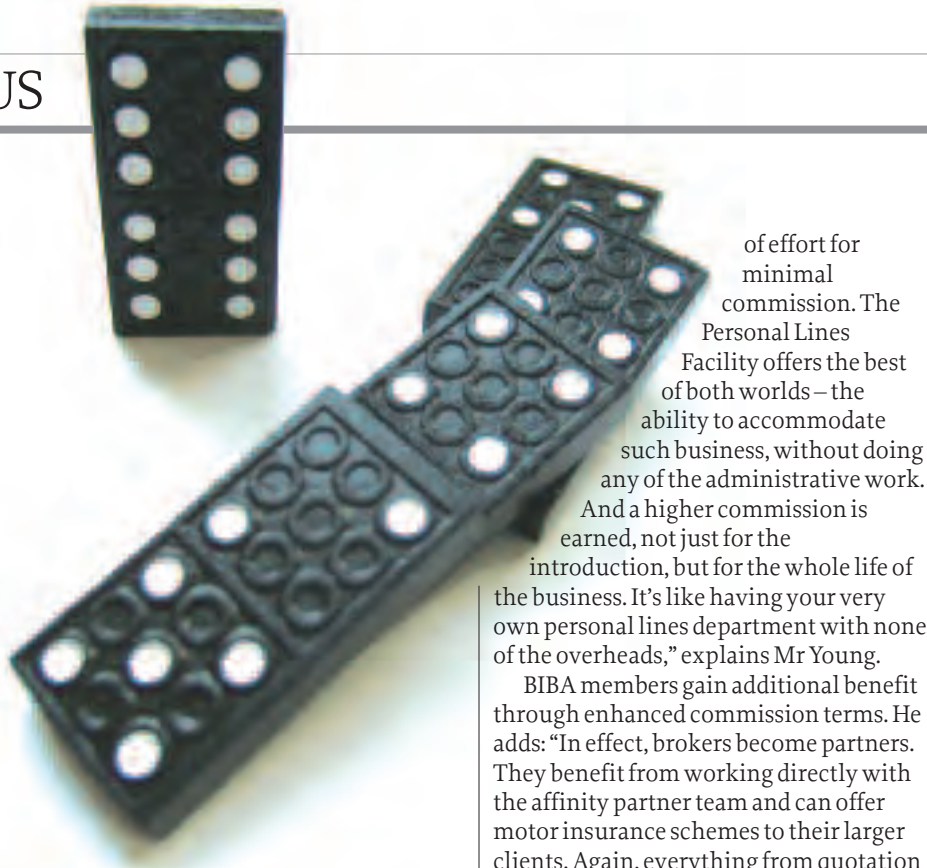 US
of effort for
minimal
commission. The
Personal Lines
Facility offers the best
of both worlds – the
ability to accommodate
such business, without doing
any of the administrative work.
And a higher commission is
earned, not just for the
introduction, but for the whole life of
the business. It’s like having your very
own personal lines department with none
of the overheads,” explains Mr Young.
BIBA members gain additional benefit
through enhanced commission terms. He
adds: “In effect, brokers become partners.
They benefit from working directly with
the affinity partner team and can offer
motor insurance schemes to their larger
clients. Again, everything from quotation